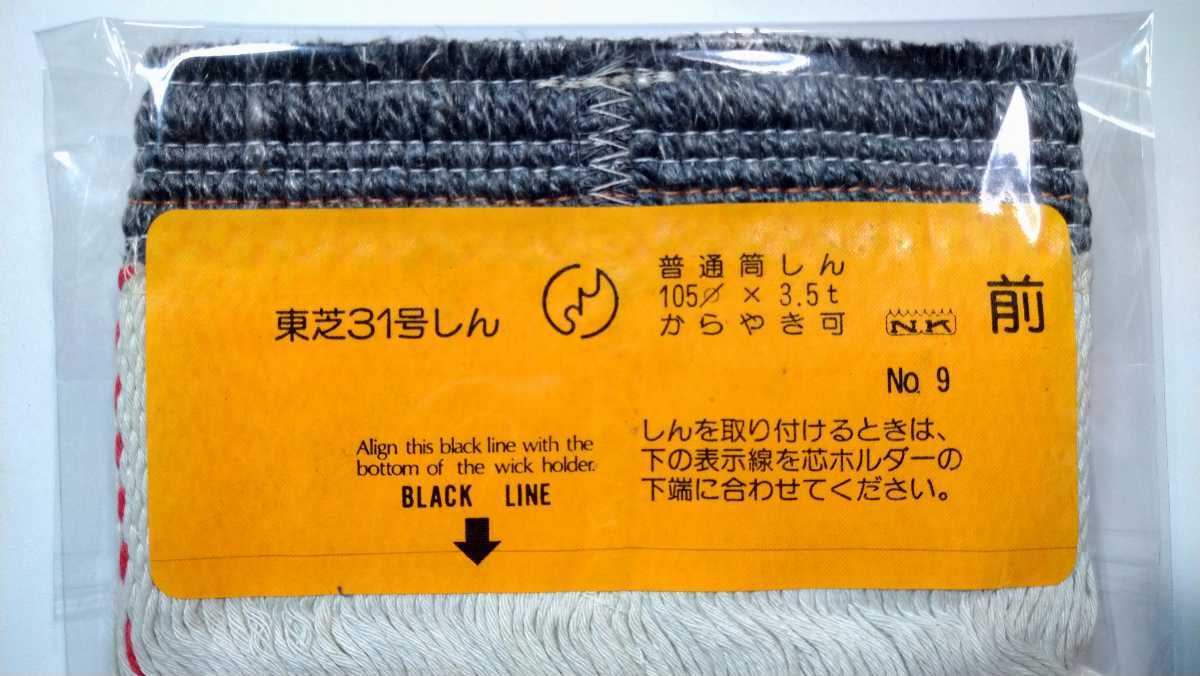 東芝31号しん
普通筒しん
105∅ × 3.5t
からやき可
N.K
前
No. 9
Align this black line with the
bottom of the wick holder.
BLACK LINE
しんを取り付けるときは、
下の表示線を芯ホルダーの
下端に合わせてください。